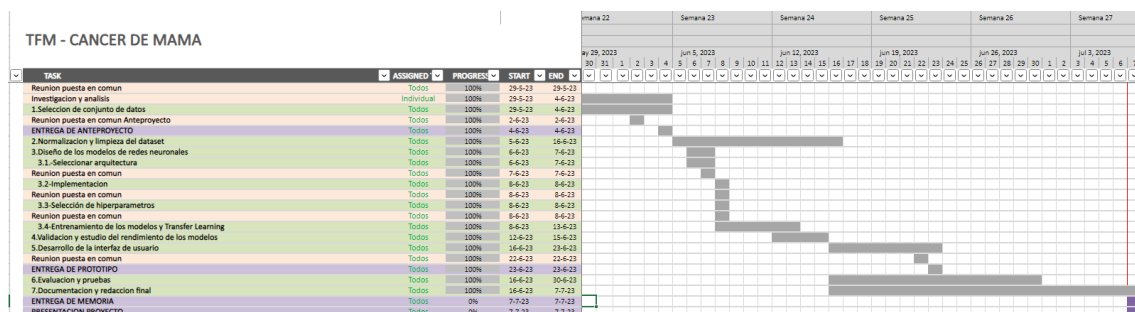 mana 22 Semana 23 Semana 24 Semana 25 Semana 26 Semana 27
TFM - CANCER DE MAMA
ay 29, 2023 jun 5, 2023 jun 12, 2023 jun 19, 2023 jun 26, 2023 jul 3, 2023
30 31 1 2 3 4 5 6 7 8 9 10 11 12 13 14 15 16 17 18 19 20 21 22 23 24 25 26 27 28 29 30 1 2 3 4 5 6 7
TASK ASSIGNED PROGRESS START END
Reunion puesta en comun Todos 100% 29-5-23 29-5-23
Investigacion y analisis Individual 100% 29-5-23 4-6-23
1.Seleccion de conjunto de datos Todos 100% 29-5-23 4-6-23
Reunion puesta en comun Anteproyecto Todos 100% 2-6-23 2-6-23
ENTREGA DE ANTEPROYECTO Todos 100% 4-6-23 4-6-23
2.Normalizacion y limpieza del dataset Todos 100% 5-6-23 16-6-23
3.Diseño de los modelos de redes neuronales Todos 100% 6-6-23 7-6-23
3.1.-Seleccionar arquitectura Todos 100% 6-6-23 7-6-23
Reunion puesta en comun Todos 100% 7-6-23 7-6-23
3.2-Implementacion Todos 100% 8-6-23 8-6-23
Reunion puesta en comun Todos 100% 8-6-23 8-6-23
3.3-Selección de hiperparametros Todos 100% 8-6-23 8-6-23
Reunion puesta en comun Todos 100% 8-6-23 8-6-23
3.4-Entrenamiento de los modelos y Transfer Learning Todos 100% 8-6-23 13-6-23
4.Validacion y estudio del rendimiento de los modelos Todos 100% 12-6-23 15-6-23
5.Desarrollo de la interfaz de usuario Todos 100% 16-6-23 23-6-23
Reunion puesta en comun Todos 100% 22-6-23 22-6-23
ENTREGA DE PROTOTIPO Todos 100% 23-6-23 23-6-23
6.Evaluacion y pruebas Todos 100% 16-6-23 30-6-23
7.Documentacion y redaccion final Todos 100% 16-6-23 7-7-23
ENTREGA DE MEMORIA Todos 0% 7-7-23 7-7-23
PRESENTACION PROYECTO Todos 0% 7-7-23 7-7-23